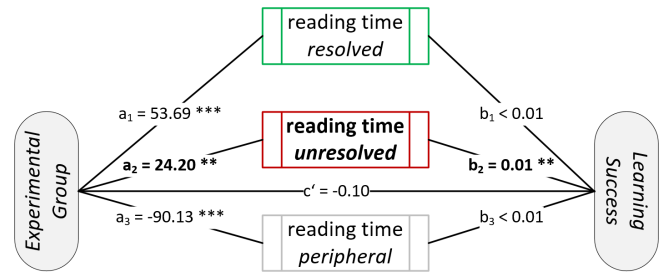 reading time
resolved
a1 = 53.69 ***
b1 < 0.01
reading time
unresolved
a2 = 24.20 **
b2 = 0.01 **
Experimental
Group
c‘ = -0.10
Learning
Success
a3 = -90.13 ***
b3 < 0.01
reading time
peripheral